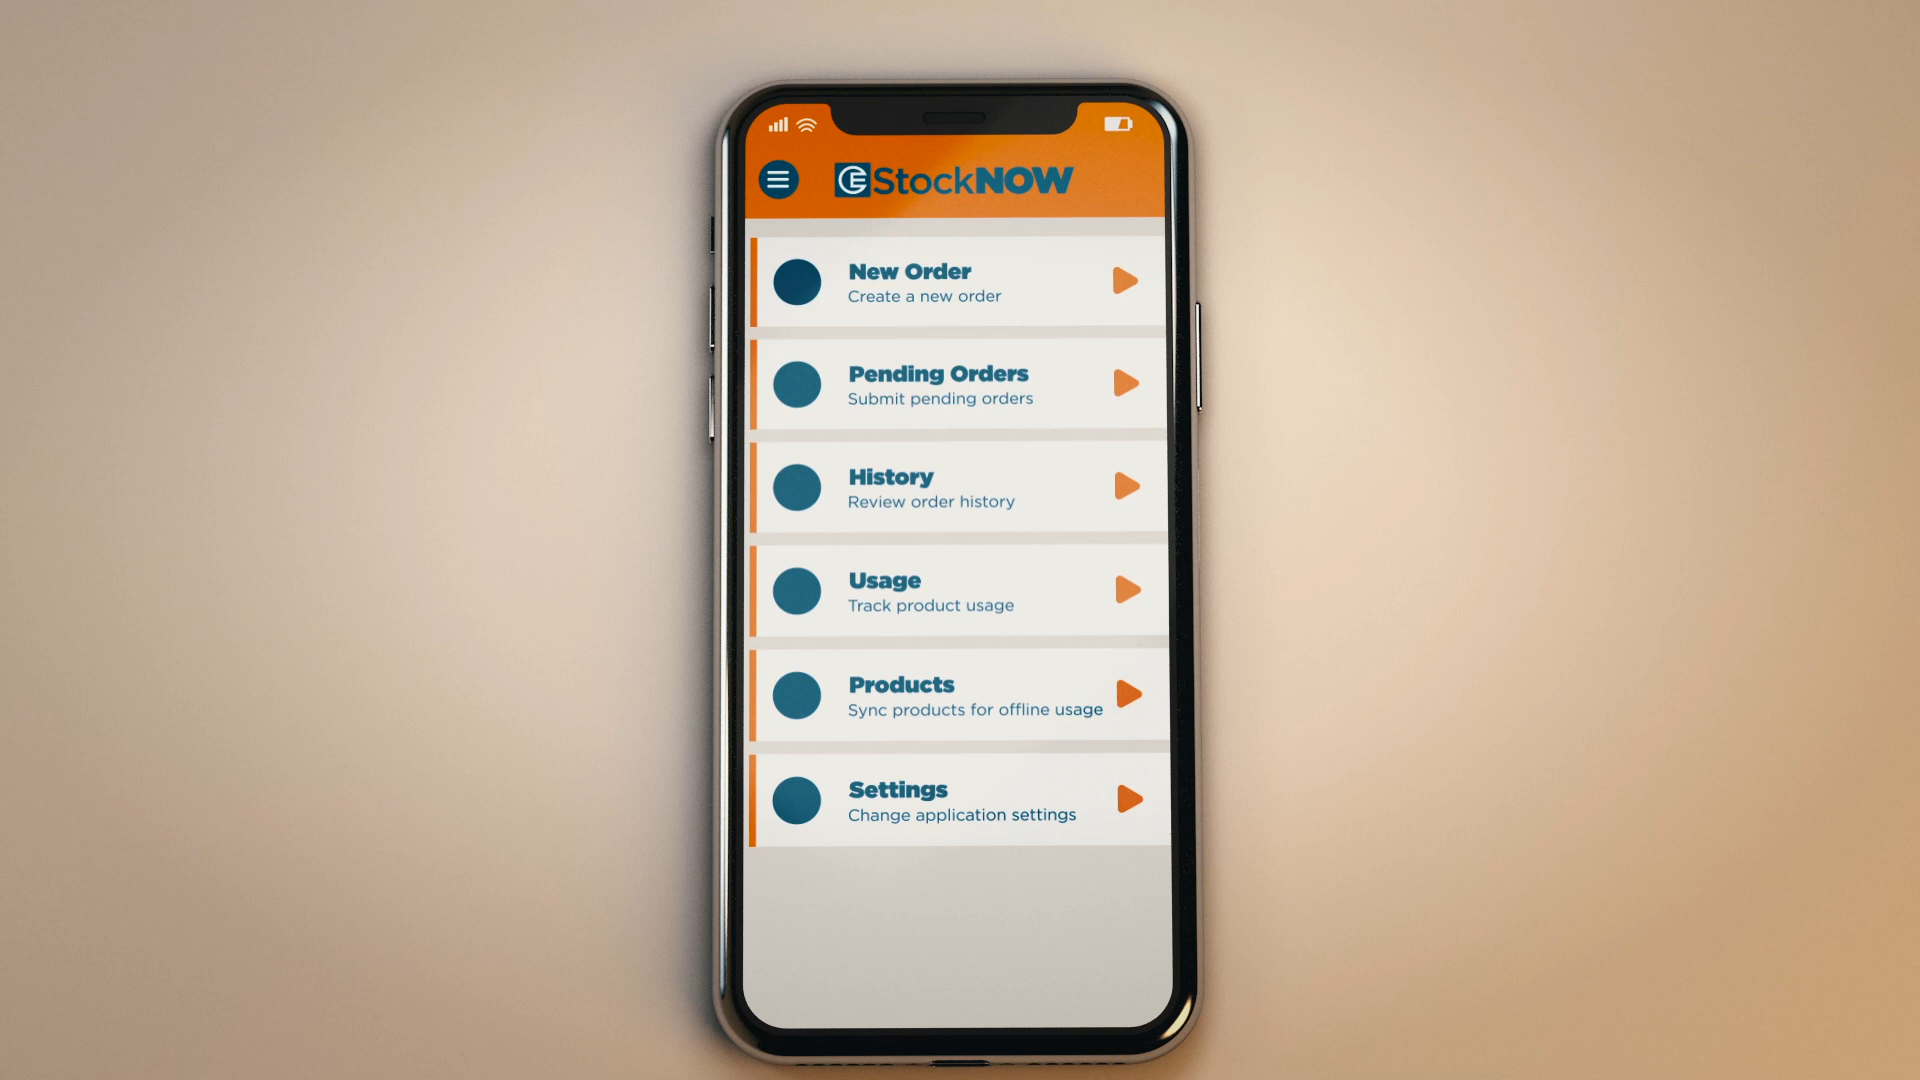 CE StockNOW
New Order
Create a new order
Pending Orders
Submit pending orders
History
Review order history
Usage
Track product usage
Products
Sync products for offline usage
Settings
Change application settings